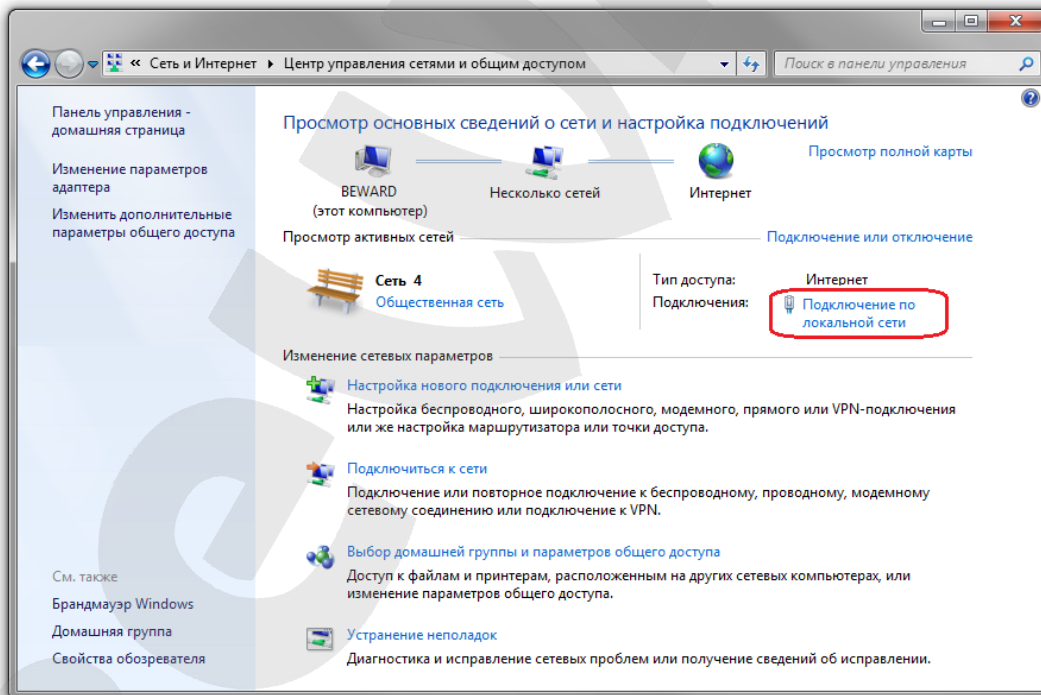 « Сеть и Интернет ▸ Центр управления сетями и общим доступом
Поиск в панели управления
Панель управления -
домашняя страница
Изменение параметров
адаптера
Изменить дополнительные
параметры общего доступа
Просмотр основных сведений о сети и настройка подключений
Просмотр полной карты
BEWARD
(этот компьютер)
Несколько сетей
Интернет
Просмотр активных сетей
Подключение или отключение
Сеть 4
Общественная сеть
Тип доступа: Интернет
Подключения: Подключение по
локальной сети
Изменение сетевых параметров
Настройка нового подключения или сети
Настройка беспроводного, широкополосного, модемного, прямого или VPN-подключения
или же настройка маршрутизатора или точки доступа.
Подключиться к сети
Подключение или повторное подключение к беспроводному, проводному, модемному
сетевому соединению или подключение к VPN.
Выбор домашней группы и параметров общего доступа
Доступ к файлам и принтерам, расположенным на других сетевых компьютерах, или
изменение параметров общего доступа.
Устранение неполадок
Диагностика и исправление сетевых проблем или получение сведений об исправлении.
См. также
Брандмауэр Windows
Домашняя группа
Свойства обозревателя